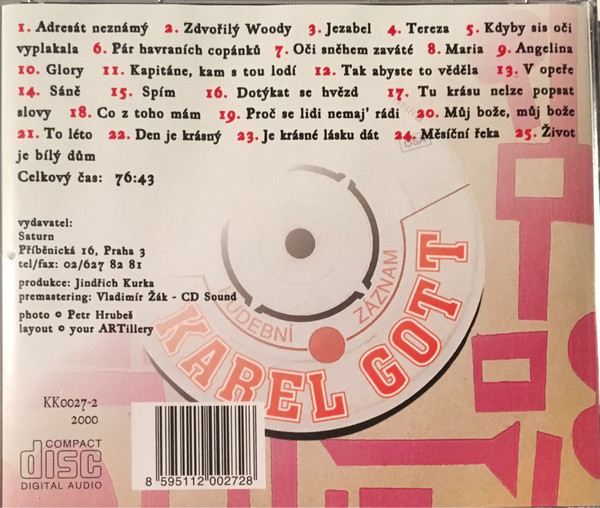 1. Adresát neznámý 2. Zdvořilý Woody 3. Jezabel 4. Tereza 5. Kdyby sis oči
vyplakala 6. Pár havraních copánků 7. Oči sněhem zaváté 8. Maria 9. Angelina
10. Glory 11. Kapitáne, kam s tou lodí 12. Tak abyste to věděla 13. V opeře
14. Sáně 15. Spím 16. Dotýkat se hvězd 17. Tu krásu nelze popsat
slovy 18. Co z toho mám 19. Proč se lidi nemaj' rádi 20. Můj bože, můj bože
21. To léto 22. Den je krásný 23. Je krásné lásku dát 24. Měsíční řeka 25. Život
je bílý dům
Celkový čas: 76:43
USA
vydavatel:
Saturn
Příběnická 16, Praha 3
tel/fax: 02/627 82 81
produkce: Jindřich Kurka
premastering: Vladimír Žák - CD Sound
photo © Petr Hrubeš
layout © your ARTillery
HUDEBNÍ ZÁZNAM
KAREL GOTT
KK0027-2
2000
COMPACT
disc
DIGITAL AUDIO
8 595112 002728